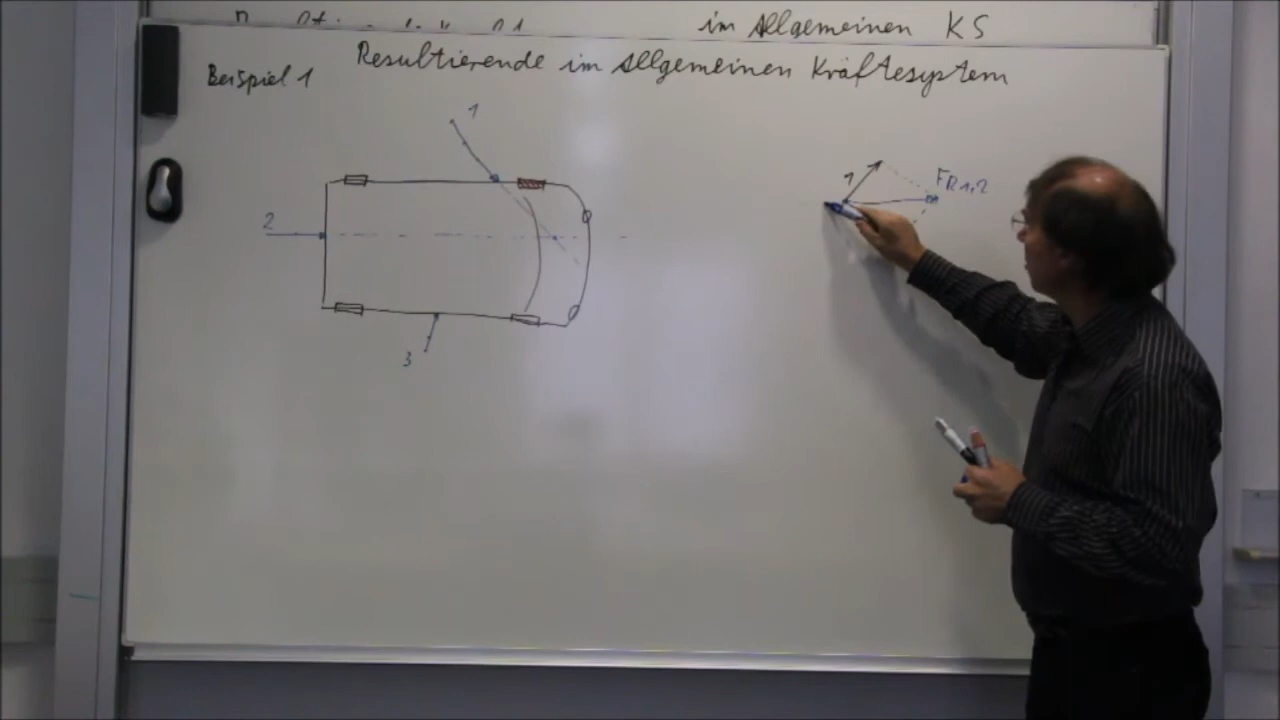 im Allgemeinen KS
Resultierende im Allgemeinen Kräftesystem
Beispiel 1
1
2
3
1
FR1,2